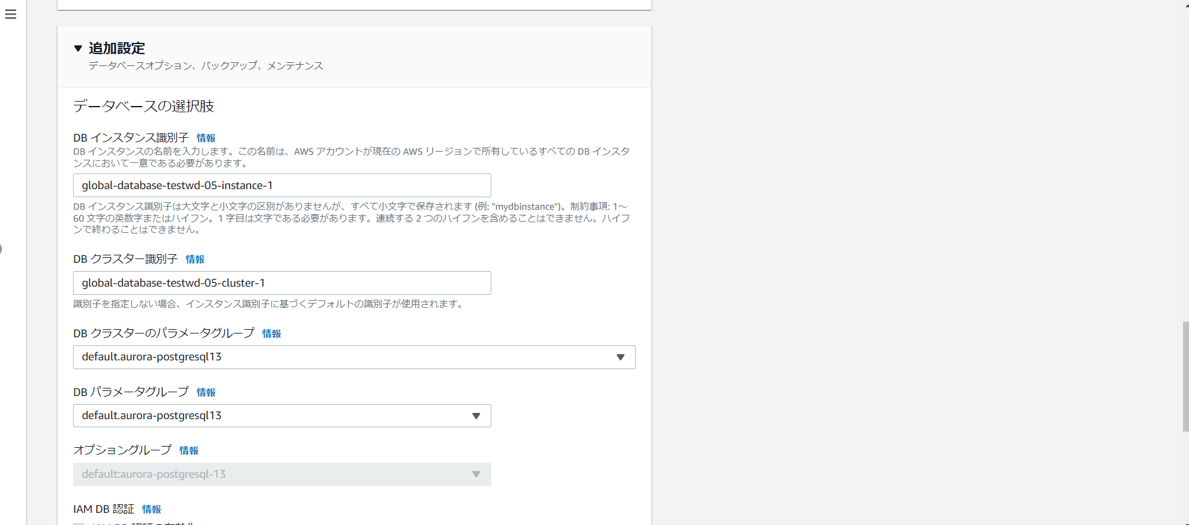 追加設定
データベースオプション、バックアップ、メンテナンス
データベースの選択肢
DB インスタンス識別子 情報
DB インスタンスの名前を入力します。この名前は、AWS アカウントが現在の AWS リージョンで所有しているすべての DB インスタ
ンスにおいて一意である必要があります。
global-database-testwd-05-instance-1
DB インスタンス識別子は大文字と小文字の区別がありませんが、すべて小文字で保存されます (例: "mydbinstance")。制約事項: 1〜
60 文字の英数字またはハイフン。1 字目は文字である必要があります。連続する 2 つのハイフンを含めることはできません。ハイフ
ンで終わることはできません。
DB クラスター識別子 情報
global-database-testwd-05-cluster-1
識別子を指定しない場合、インスタンス識別子に基づくデフォルトの識別子が使用されます。
DB クラスターのパラメータグループ 情報
default.aurora-postgresql13
DB パラメータグループ 情報
default.aurora-postgresql13
オプショングループ 情報
default:aurora-postgresql-13
IAM DB 認証 情報